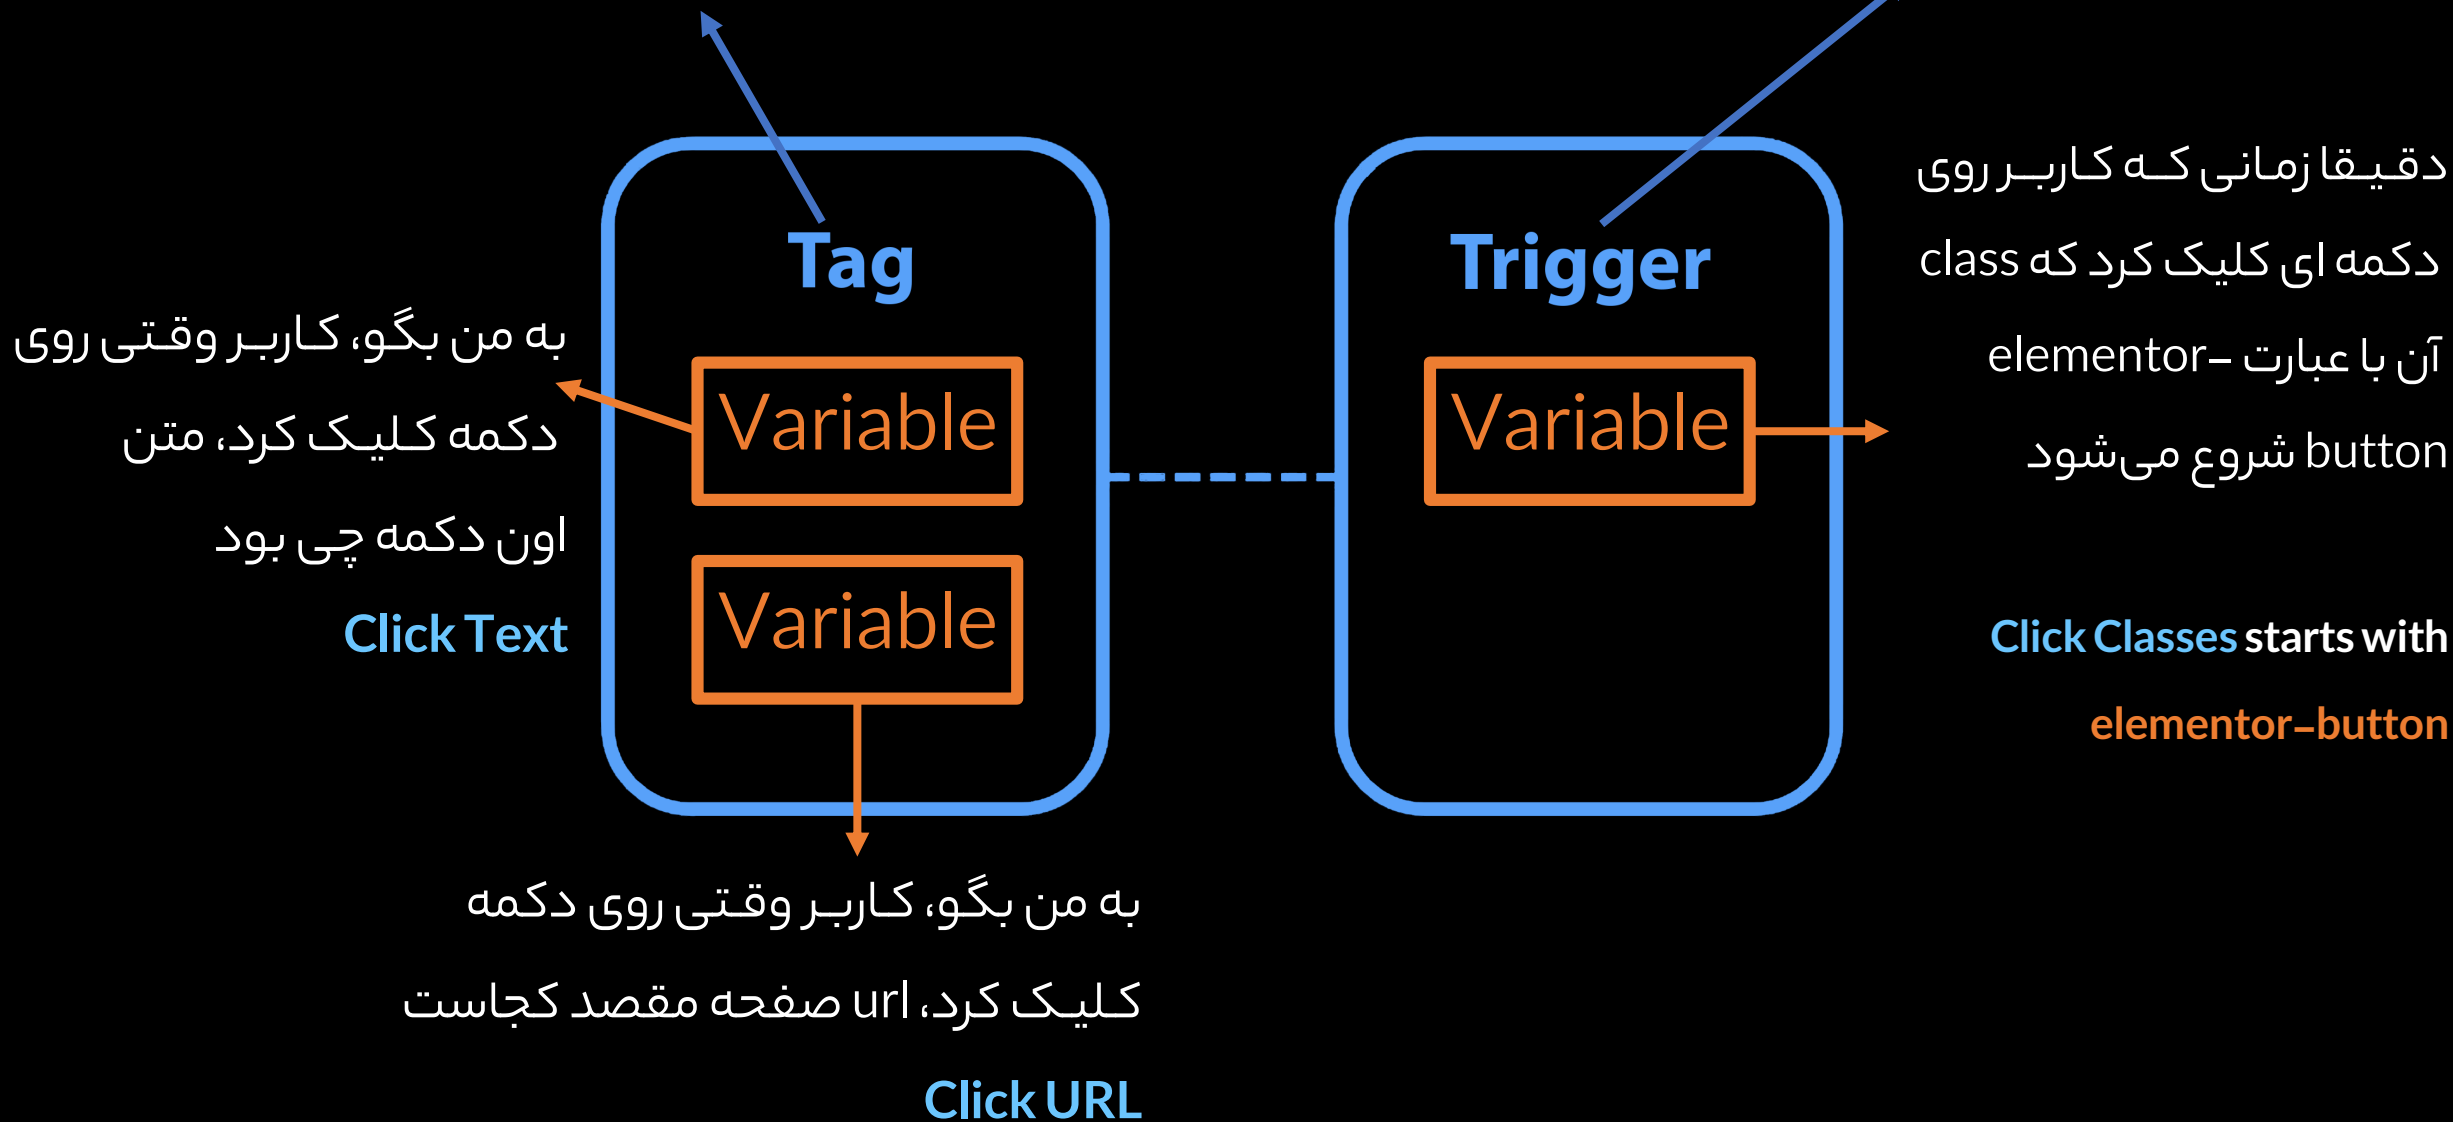 Tag
Variable
Variable
Trigger
Variable
دقیقا زمانی که کاربر روی
دکمه ای کلیک کرد که class
آن با عبارت elementor-
button شروع می‌شود
Click Classes starts with
elementor-button
به من بگو، کاربر وقتی روی
دکمه کلیک کرد، متن
اون دکمه چی بود
Click Text
به من بگو، کاربر وقتی روی دکمه
کلیک کرد، url صفحه مقصد کجاست
Click URL